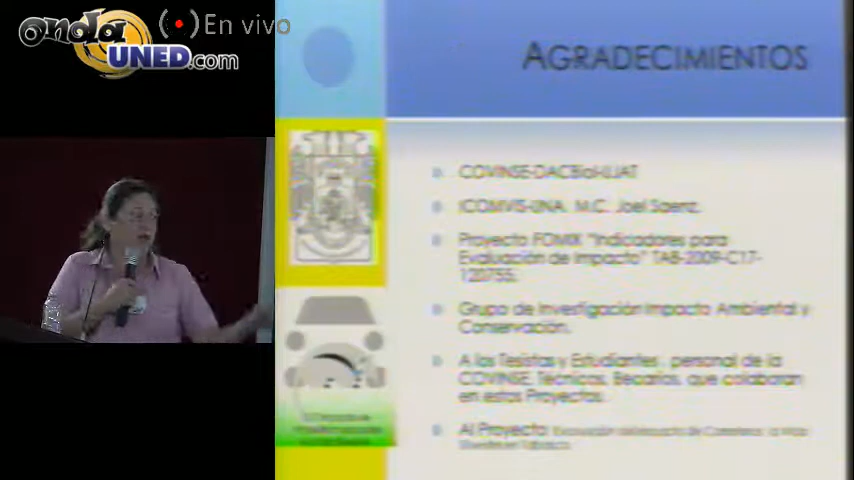 onda
UNED.com
(•) En vivo
AGRADECIMIENTOS
COVINSE-DACBiol-UJAT
ICOMVIS-UNA. M.C. Joel Saenz.
Proyecto FOMIX "Indicadores para
Evaluación de Impacto" TAB-2009-C17-
120755.
Grupo de Investigación Impacto Ambiental y
Conservación.
A los Tesistas y Estudiantes, personal de la
COVINSE, Técnicos, Becarios, que colaboran
en estos Proyectos.
Al Proyecto